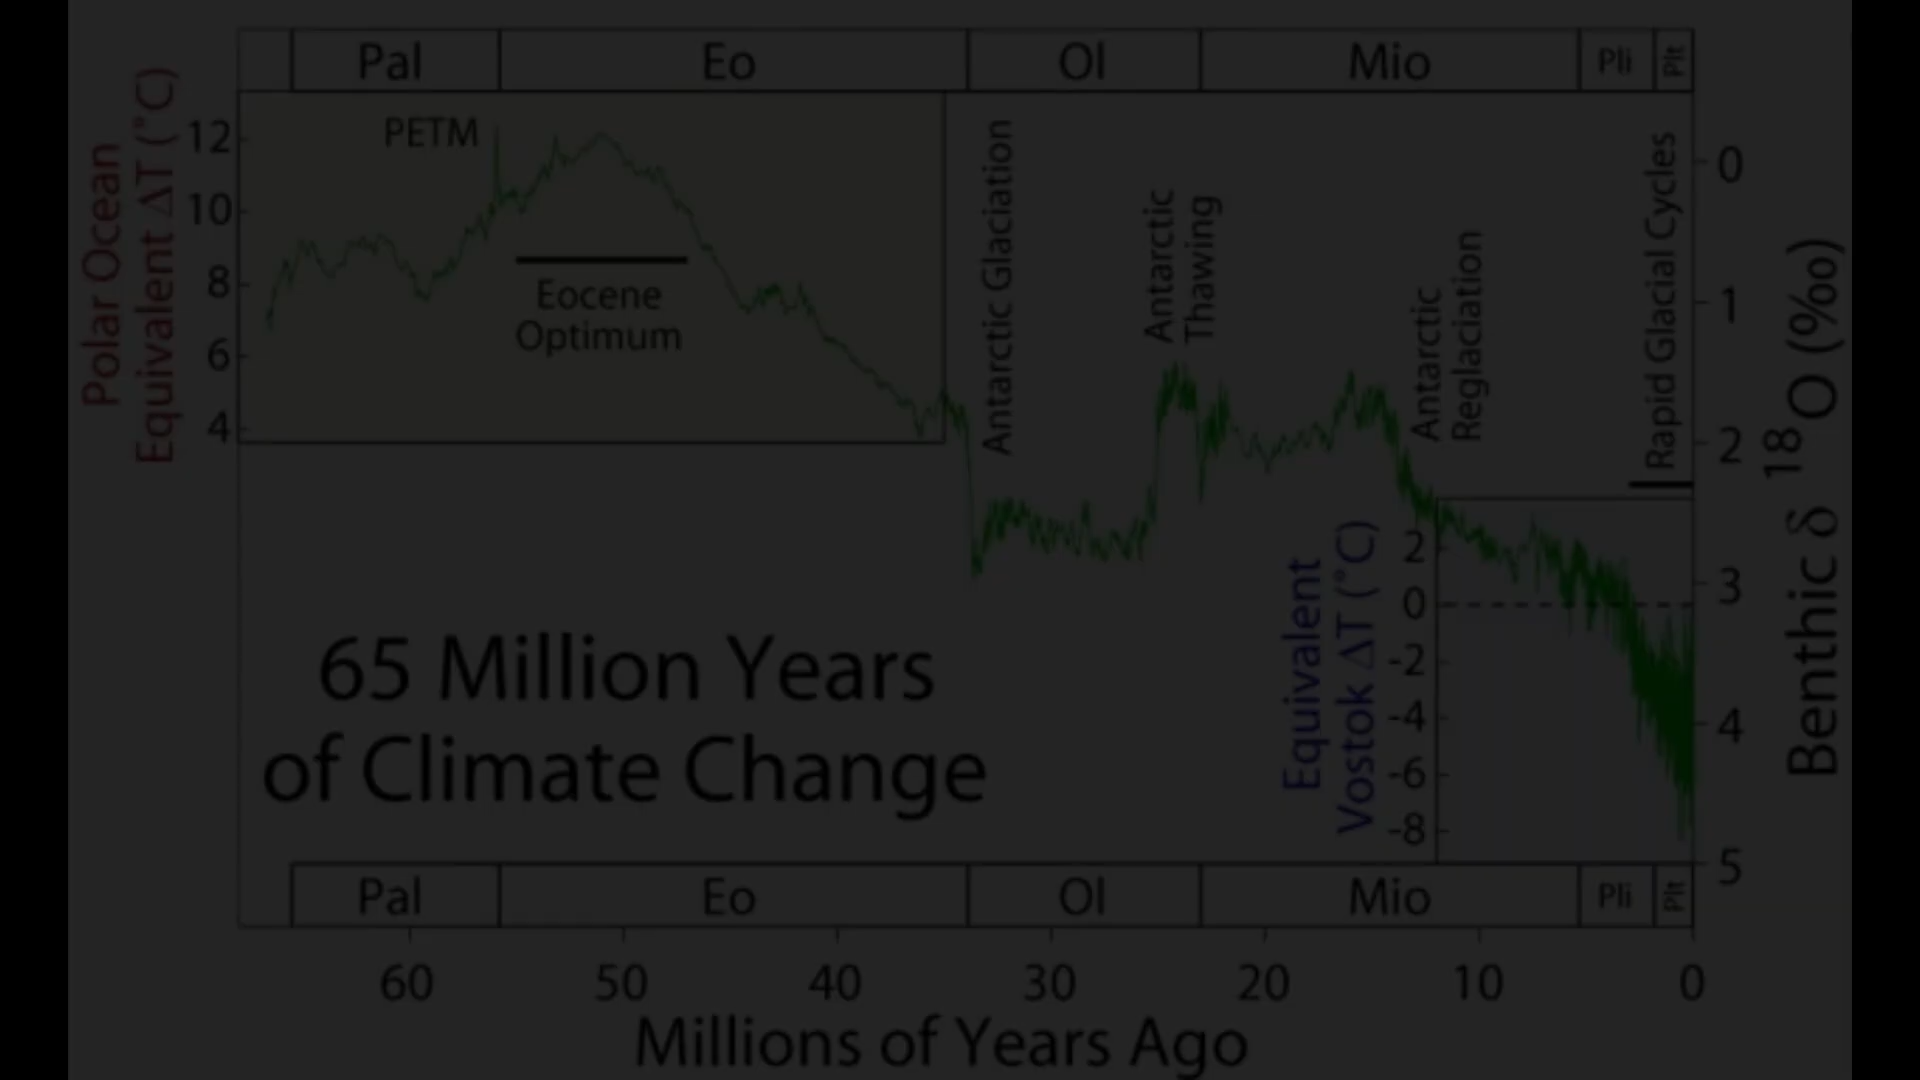 Pal Eo Ol Mio Pli Plt
Polar Ocean
Equivalent ΔT (°C)
12
10
8
6
4
PETM
Eocene
Optimum
Antarctic Glaciation
Antarctic
Thawing
Antarctic
Reglaciation
Rapid Glacial Cycles
0
1
2
3
4
5
Benthic δ 18O (‰)
Equivalent
Vostok ΔT (°C)
2
0
-2
-4
-6
-8
65 Million Years
of Climate Change
Pal Eo Ol Mio Pli Plt
60 50 40 30 20 10 0
Millions of Years Ago